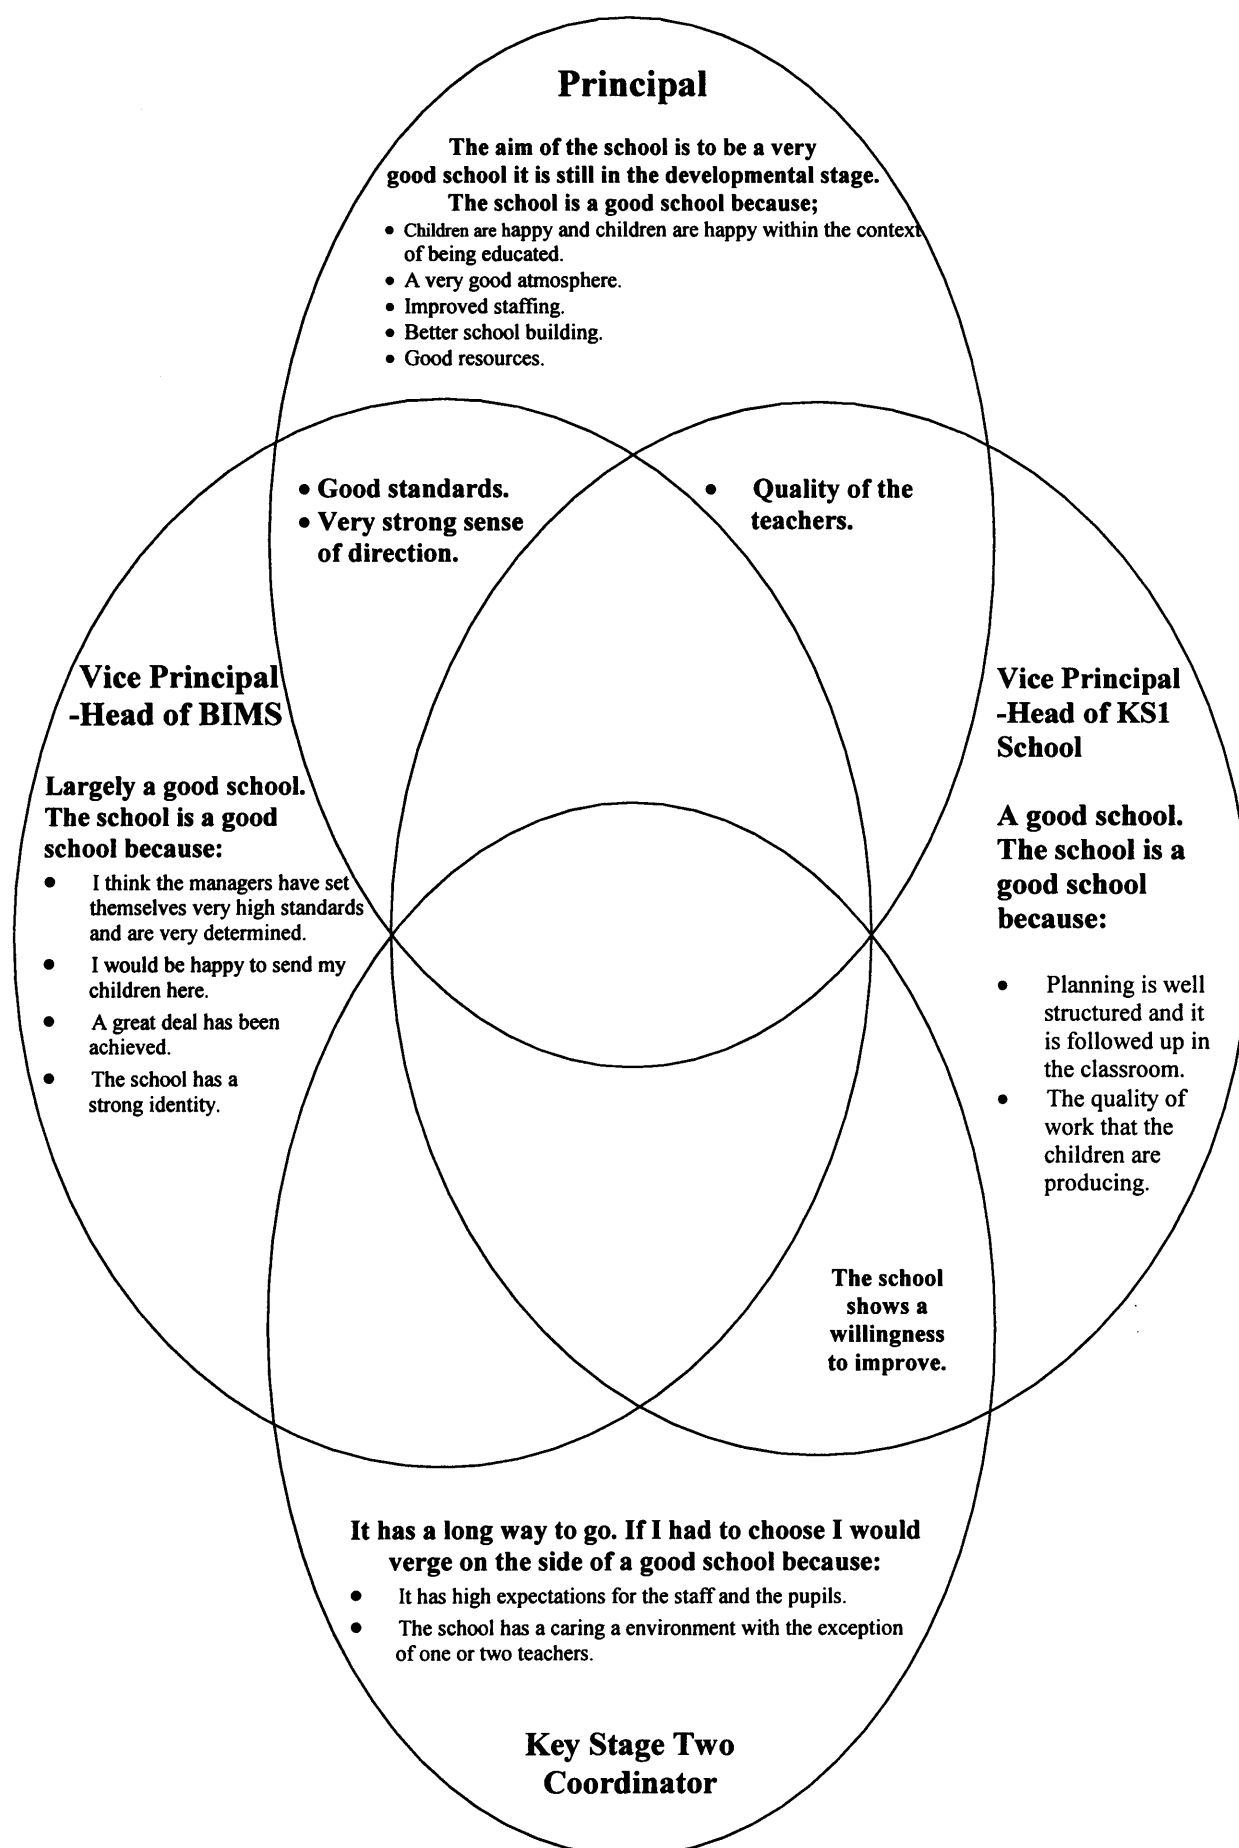 Principal
The aim of the school is to be a very
good school it is still in the developmental stage.
The school is a good school because;
• Children are happy and children are happy within the context
of being educated.
• A very good atmosphere.
• Improved staffing.
• Better school building.
• Good resources.
• Good standards.
• Very strong sense
of direction.
• Quality of the
teachers.
Vice Principal
-Head of BIMS
Largely a good school.
The school is a good
school because:
• I think the managers have set
themselves very high standards
and are very determined.
• I would be happy to send my
children here.
• A great deal has been
achieved.
• The school has a
strong identity.
Vice Principal
-Head of KS1
School
A good school.
The school is a
good school
because:
• Planning is well
structured and it
is followed up in
the classroom.
• The quality of
work that the
children are
producing.
The school
shows a
willingness
to improve.
It has a long way to go. If I had to choose I would
verge on the side of a good school because:
• It has high expectations for the staff and the pupils.
• The school has a caring a environment with the exception
of one or two teachers.
Key Stage Two
Coordinator